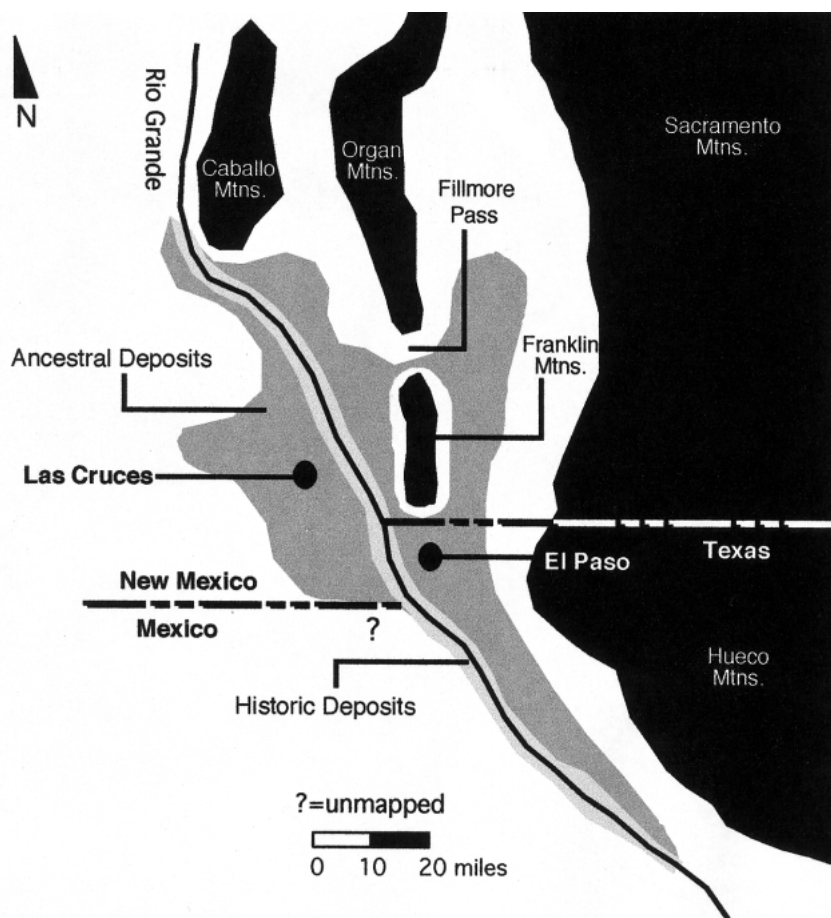 N
Rio Grande
Caballo
Mtns.
Organ
Mtns.
Sacramento
Mtns.
Fillmore
Pass
Franklin
Mtns.
Ancestral Deposits
Las Cruces
El Paso
Texas
New Mexico
Mexico
?
Hueco
Mtns.
Historic Deposits
?=unmapped
0 10 20 miles